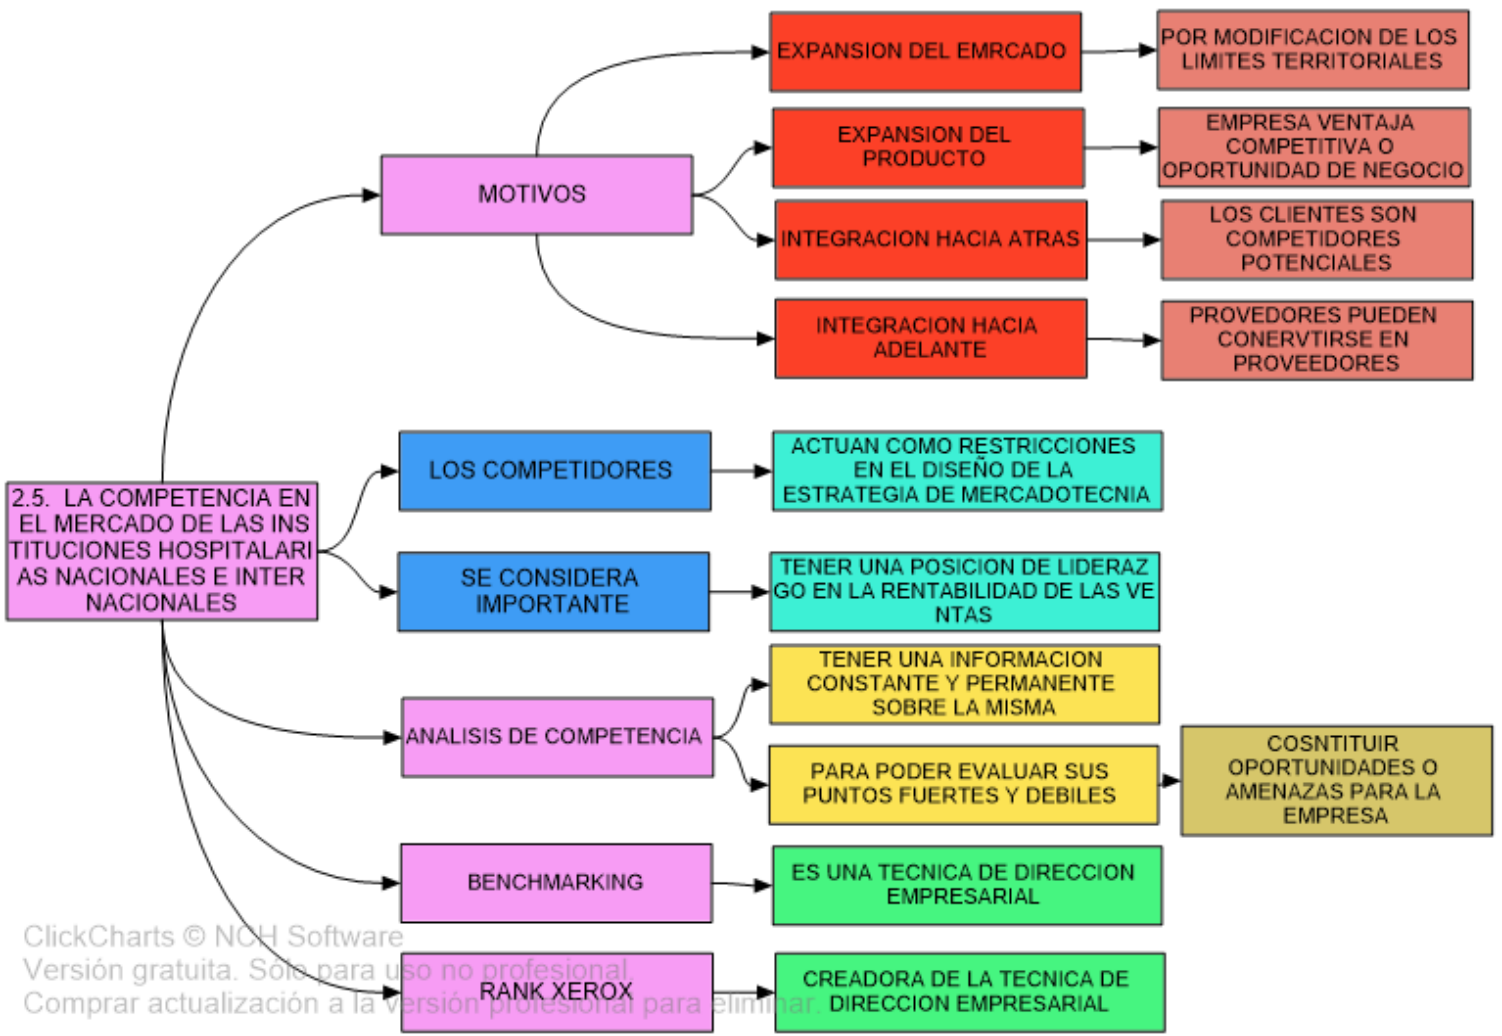 EXPANSION DEL EMRCADO
POR MODIFICACION DE LOS
LIMITES TERRITORIALES
EXPANSION DEL
PRODUCTO
EMPRESA VENTAJA
COMPETITIVA O
OPORTUNIDAD DE NEGOCIO
MOTIVOS
INTEGRACION HACIA ATRAS
LOS CLIENTES SON
COMPETIDORES
POTENCIALES
INTEGRACION HACIA
ADELANTE
PROVEDORES PUEDEN
CONERVTIRSE EN
PROVEEDORES
2.5. LA COMPETENCIA EN
EL MERCADO DE LAS INS
TITUCIONES HOSPITALARI
AS NACIONALES E INTER
NACIONALES
LOS COMPETIDORES
ACTUAN COMO RESTRICCIONES
EN EL DISEÑO DE LA
ESTRATEGIA DE MERCADOTECNIA
SE CONSIDERA
IMPORTANTE
TENER UNA POSICION DE LIDERAZ
GO EN LA RENTABILIDAD DE LAS VE
NTAS
ANALISIS DE COMPETENCIA
TENER UNA INFORMACION
CONSTANTE Y PERMANENTE
SOBRE LA MISMA
PARA PODER EVALUAR SUS
PUNTOS FUERTES Y DEBILES
COSNTITUIR
OPORTUNIDADES O
AMENAZAS PARA LA
EMPRESA
BENCHMARKING
ES UNA TECNICA DE DIRECCION
EMPRESARIAL
RANK XEROX
CREADORA DE LA TECNICA DE
DIRECCION EMPRESARIAL
ClickCharts © NCH Software
Versión gratuita. Sólo para uso no profesional.
Comprar actualización a la versión profesional para eliminar.